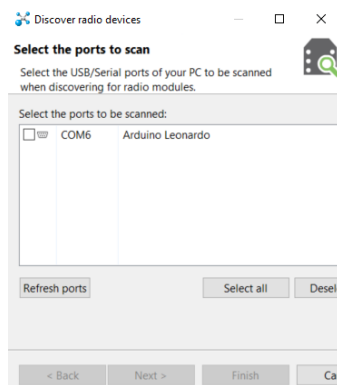 Discover radio devices
Select the ports to scan
Select the USB/Serial ports of your PC to be scanned
when discovering for radio modules.
Select the ports to be scanned:
COM6 Arduino Leonardo
Refresh ports Select all
< Back Next > Finish